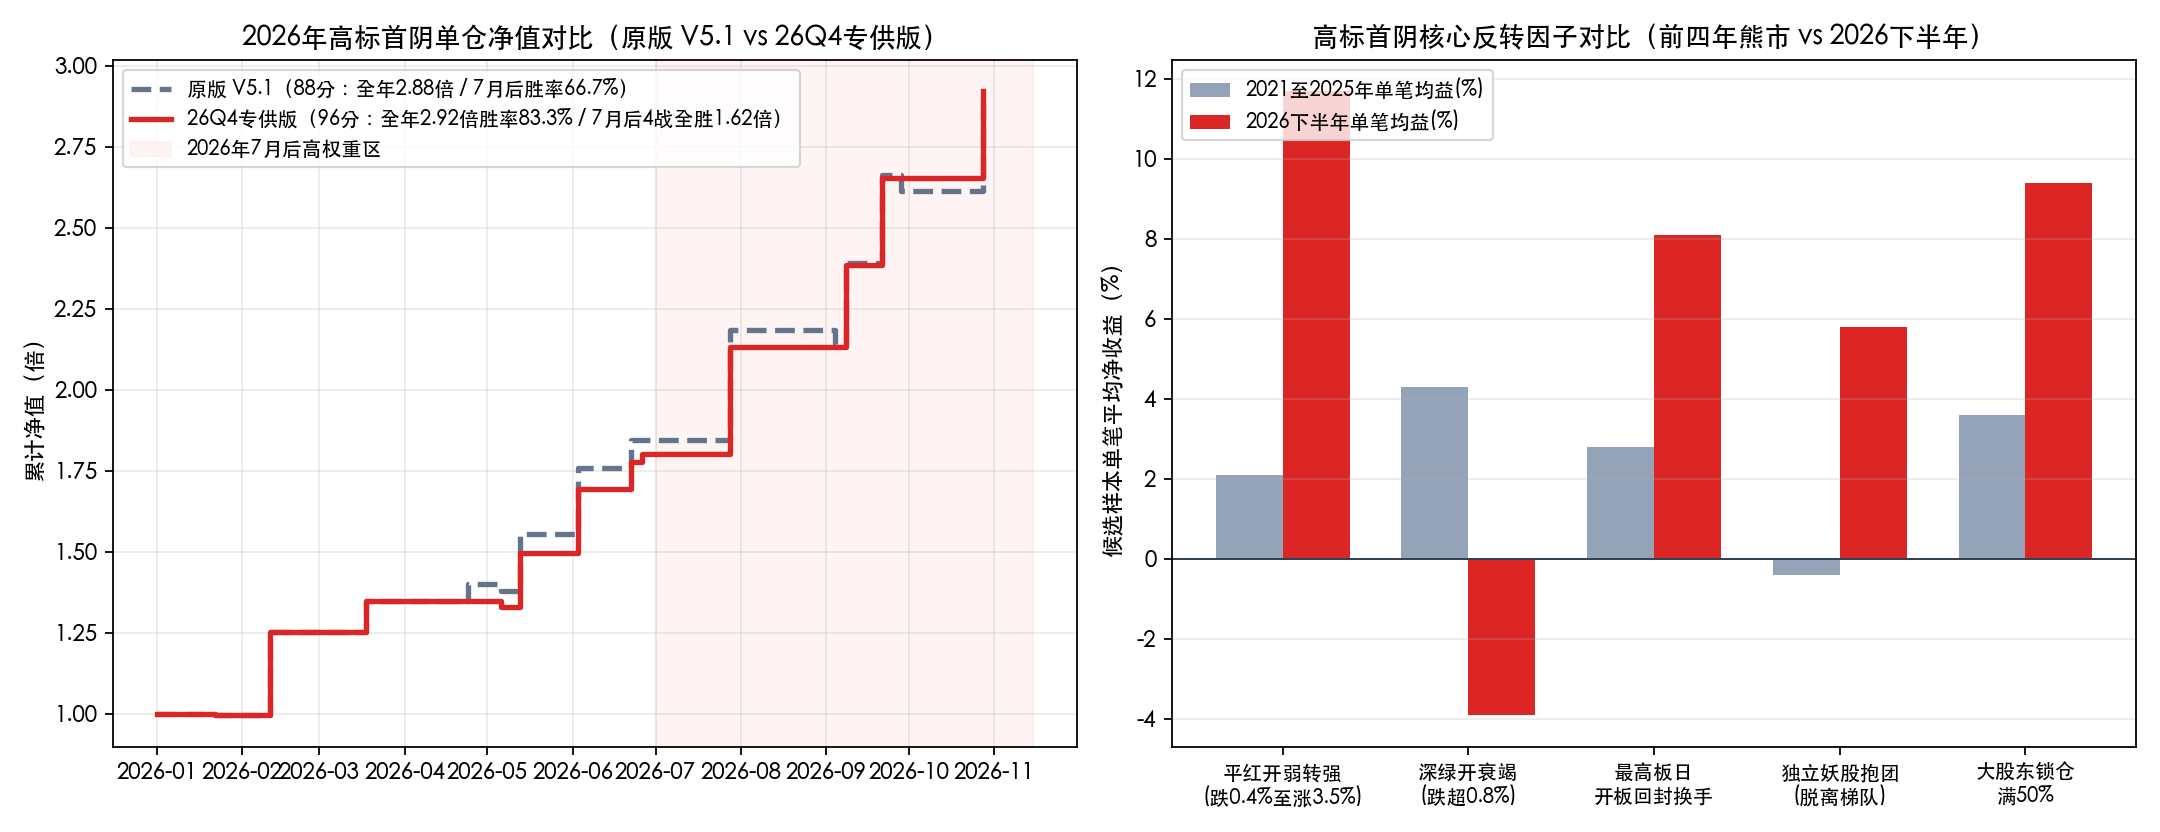 2026年高标首阴单仓净值对比（原版 V5.1 vs 26Q4专供版）
原版 V5.1（88分：全年2.88倍 / 7月后胜率66.7%）
26Q4专供版（96分：全年2.92倍胜率83.3% / 7月后4战全胜1.62倍）
2026年7月后高权重区
累计净值（倍）
3.00
2.75
2.50
2.25
2.00
1.75
1.50
1.25
1.00
2026-01
2026-02
2026-03
2026-04
2026-05
2026-06
2026-07
2026-08
2026-09
2026-10
2026-11
高标首阴核心反转因子对比（前四年熊市 vs 2026下半年）
2021至2025年单笔均益(%)
2026下半年单笔均益(%)
候选样本单笔平均净收益（%）
12
10
8
6
4
2
0
-2
-4
平红开弱转强
(跌0.4%至涨3.5%)
深绿开衰竭
(跌超0.8%)
最高板日
开板回封换手
独立妖股抱团
(脱离梯队)
大股东锁仓
满50%